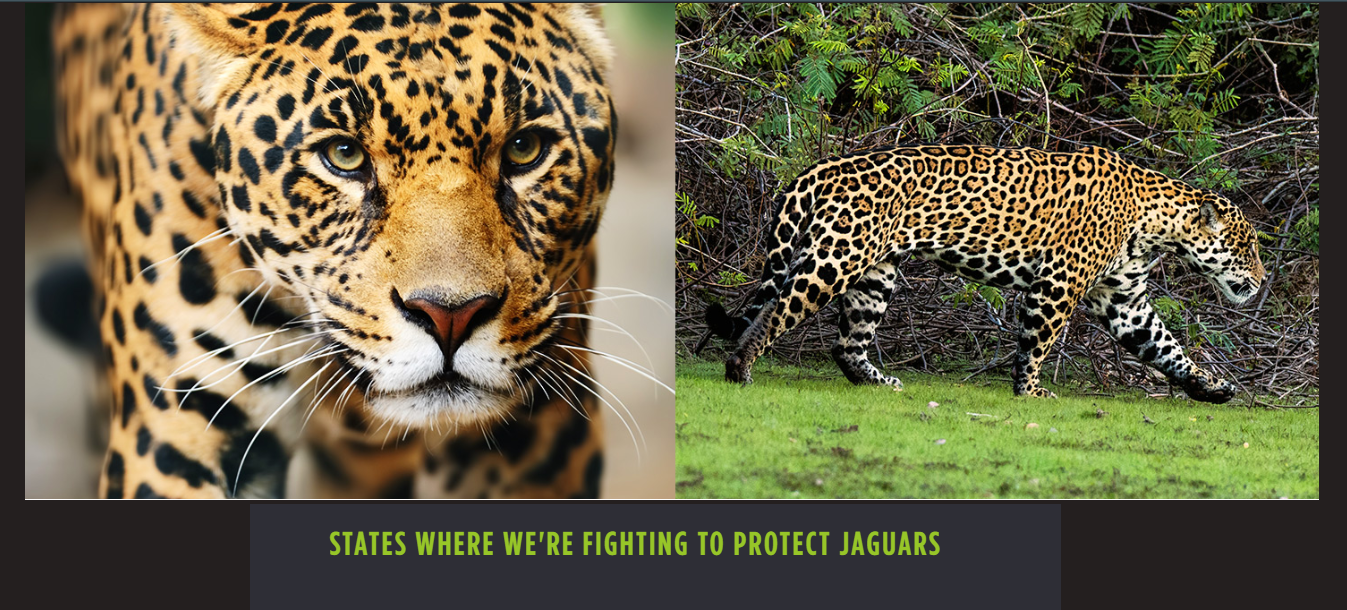 STATES WHERE WE'RE FIGHTING TO PROTECT JAGUARS